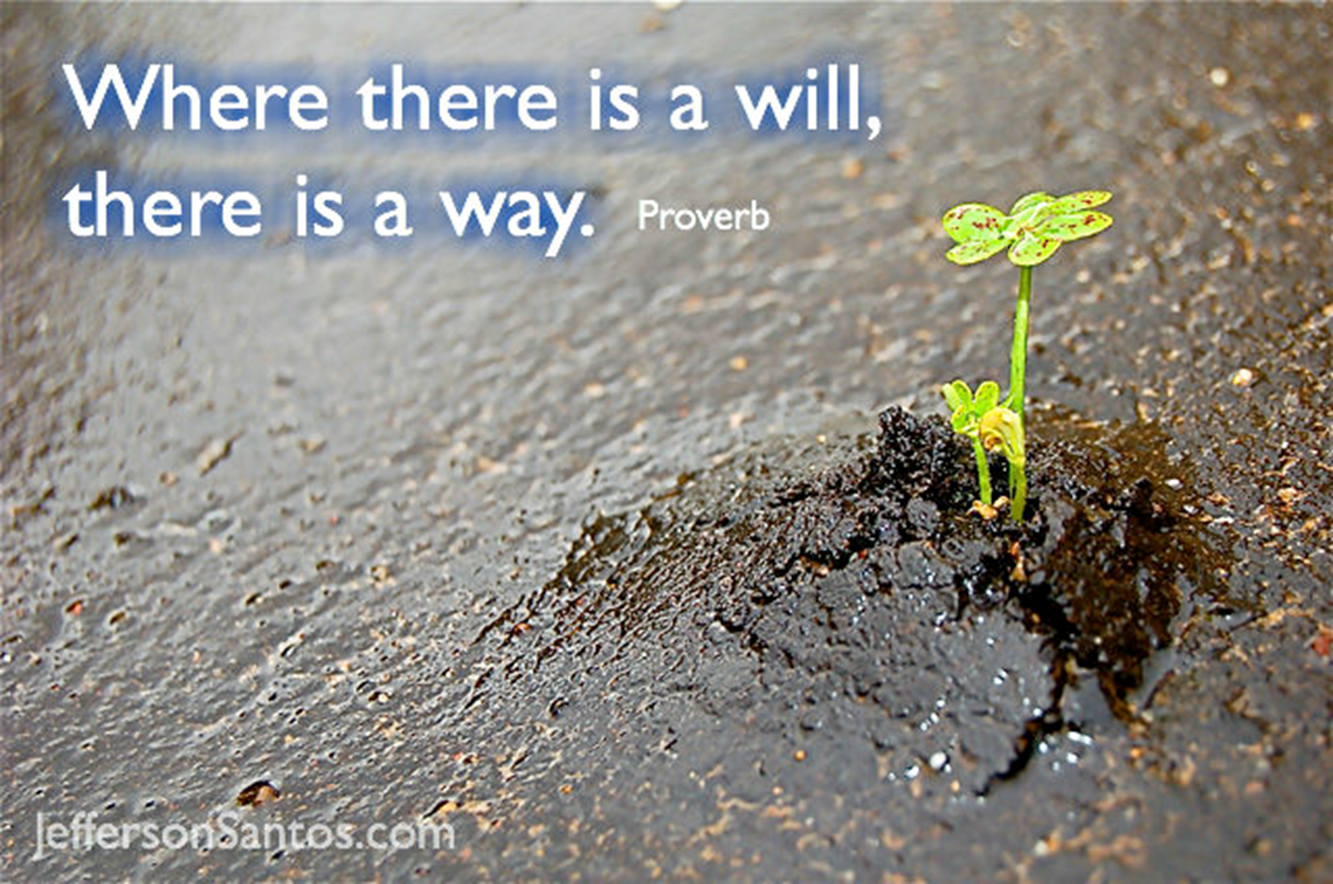 Where there is a will,
there is a way. Proverb
JeffersonSantos.com